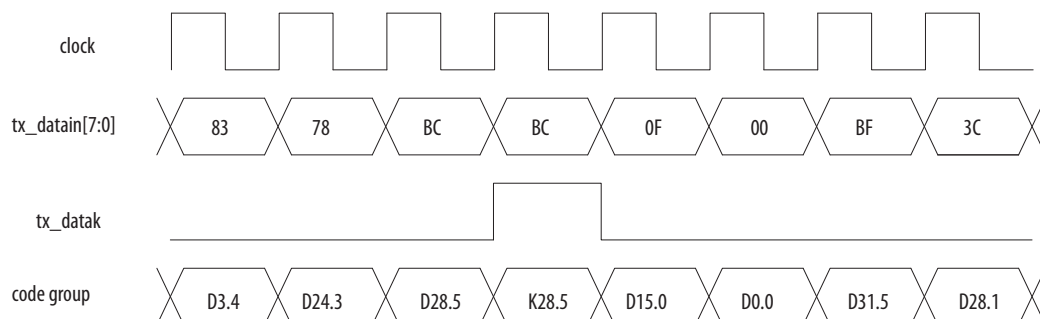 clock
tx_datain[7:0] 83 78 BC BC 0F 00 BF 3C
tx_datak
code group D3.4 D24.3 D28.5 K28.5 D15.0 D0.0 D31.5 D28.1